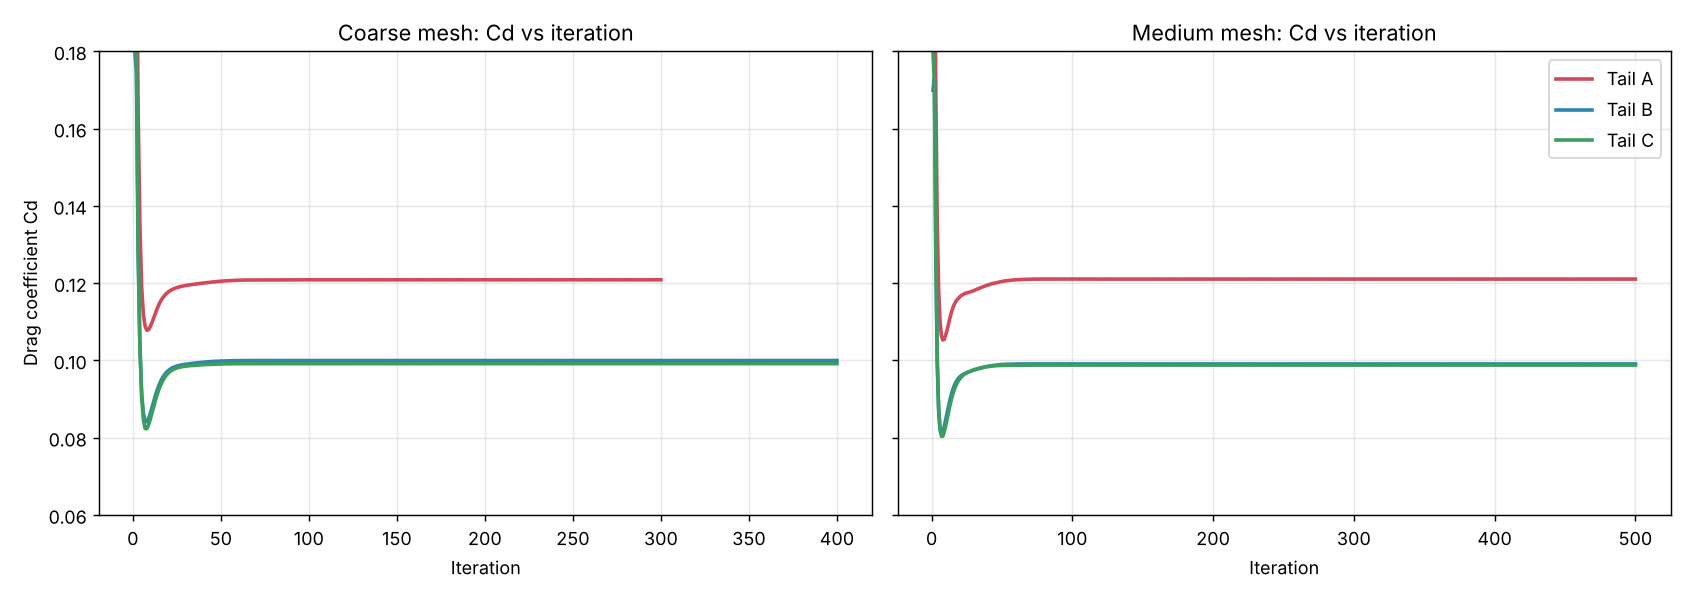 Coarse mesh: Cd vs iteration
Drag coefficient Cd
0.18
0.16
0.14
0.12
0.10
0.08
0.06
0 50 100 150 200 250 300 350 400
Iteration
Medium mesh: Cd vs iteration
Tail A
Tail B
Tail C
0 100 200 300 400 500
Iteration